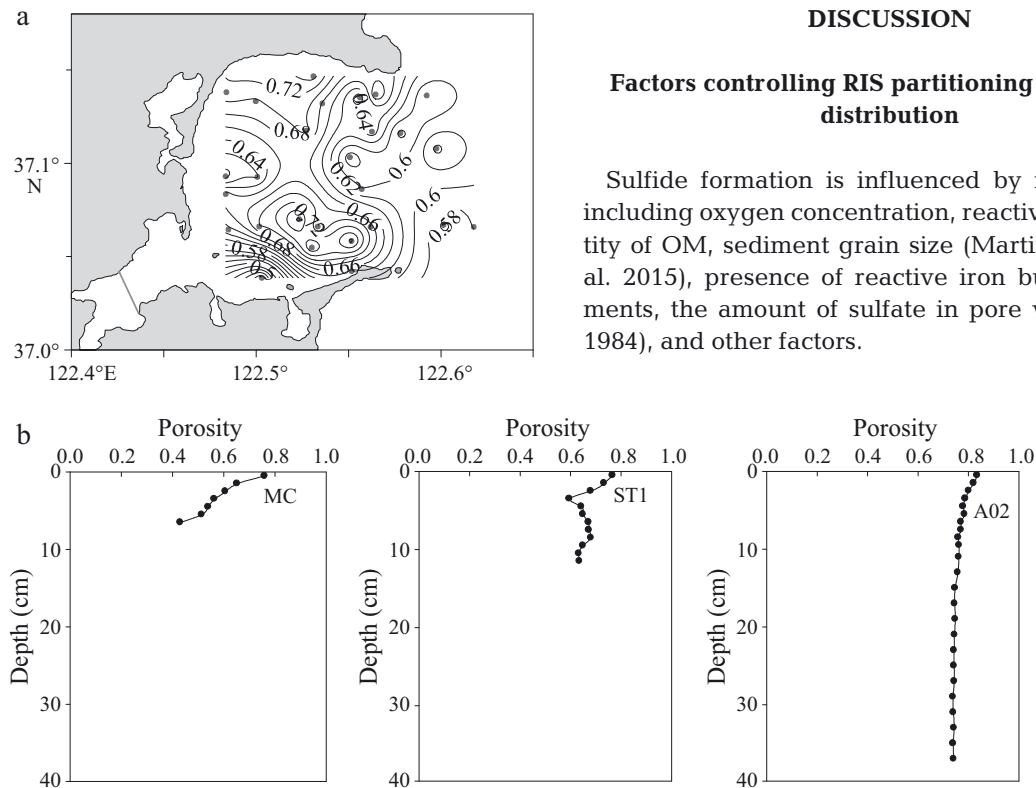 a
0.72
0.64
0.68
0.64
0.62
0.6
0.6
0.72
0.66
0.58
0.68
0.58
0.5
0.66
37.1°
N
37.0°
122.4°E 122.5° 122.6°
DISCUSSION
Factors controlling RIS partitioning
distribution
Sulfide formation is influenced by
including oxygen concentration, reactiv
tity of OM, sediment grain size (Marti
al. 2015), presence of reactive iron bu
ments, the amount of sulfate in pore
1984), and other factors.
b
Porosity
0.0 0.2 0.4 0.6 0.8 1.0
0
10
20
30
40
Depth (cm)
MC
Porosity
0.0 0.2 0.4 0.6 0.8 1.0
0
10
20
30
40
Depth (cm)
ST1
Porosity
0.0 0.2 0.4 0.6 0.8 1.0
0
10
20
30
40
Depth (cm)
A02